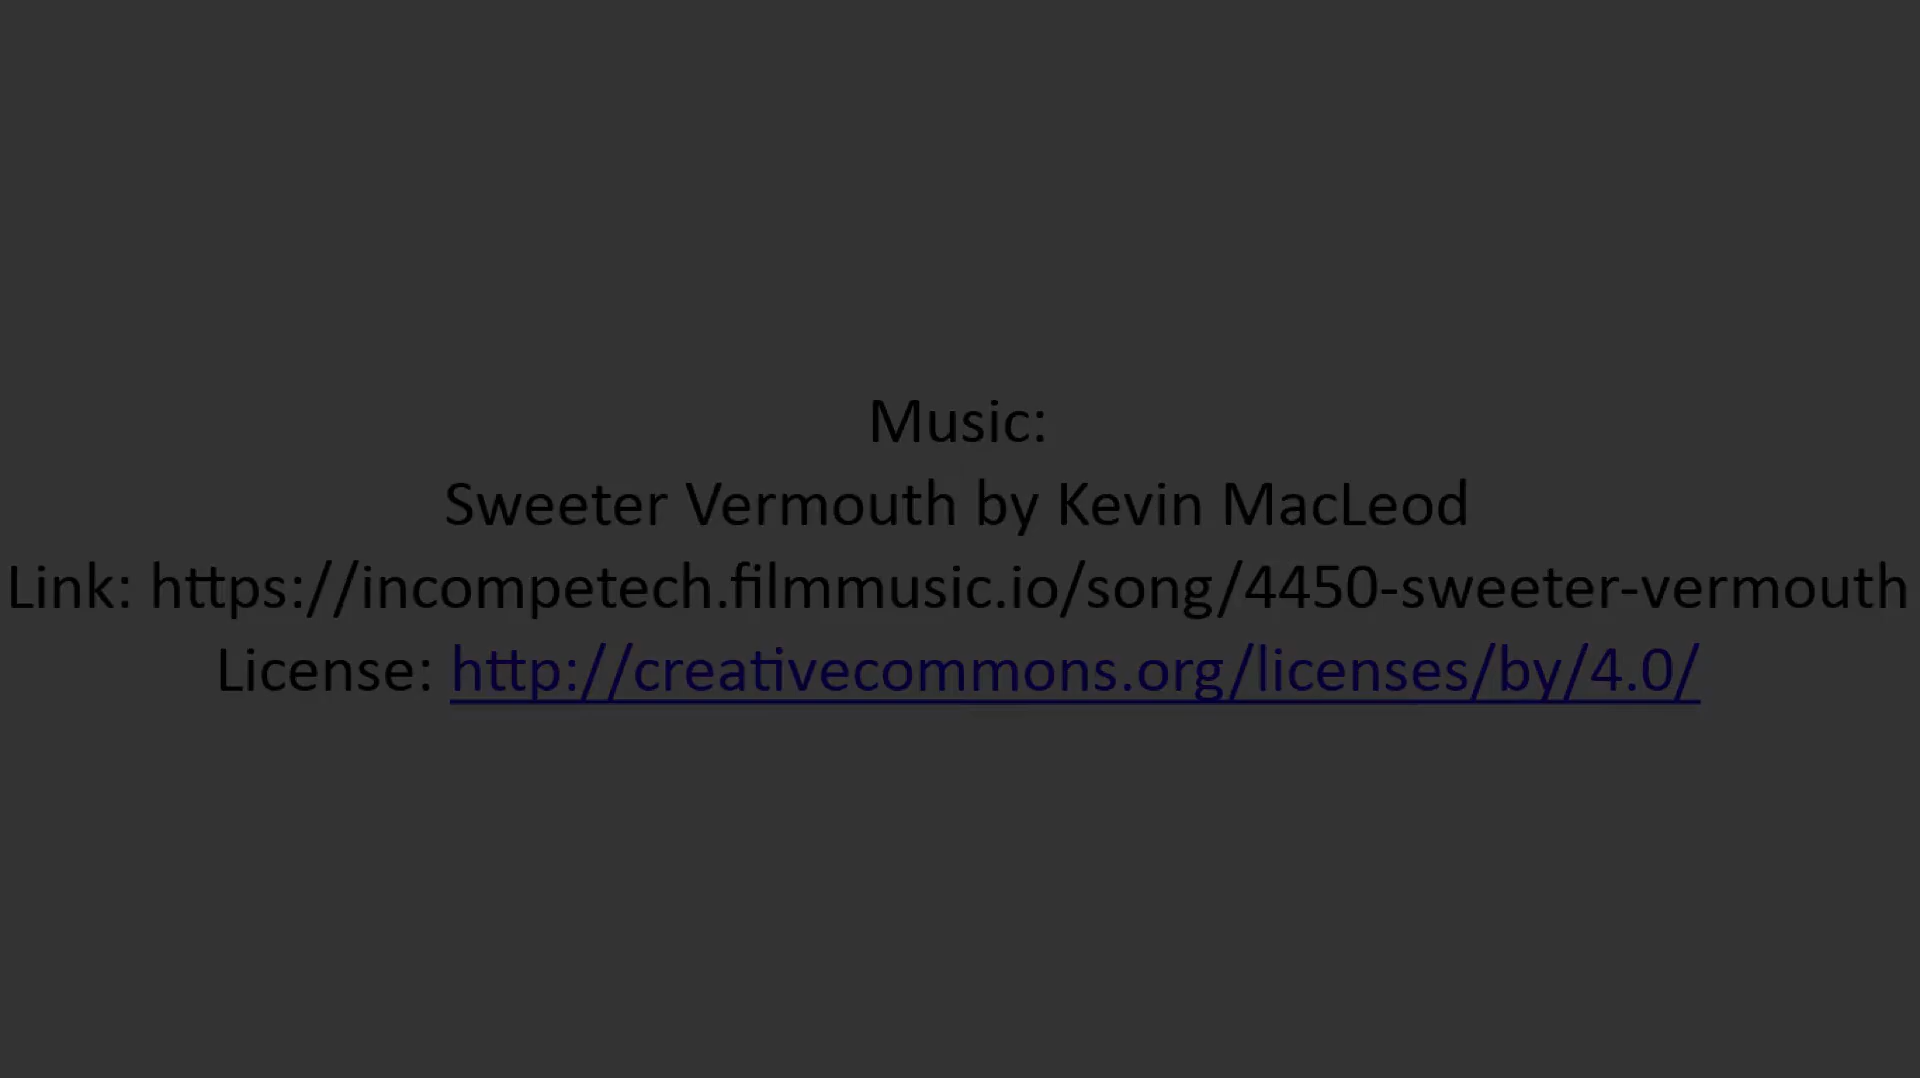 Music:
Sweeter Vermouth by Kevin MacLeod
Link: https://incompetech.filmmusic.io/song/4450-sweeter-vermouth
License: http://creativecommons.org/licenses/by/4.0/